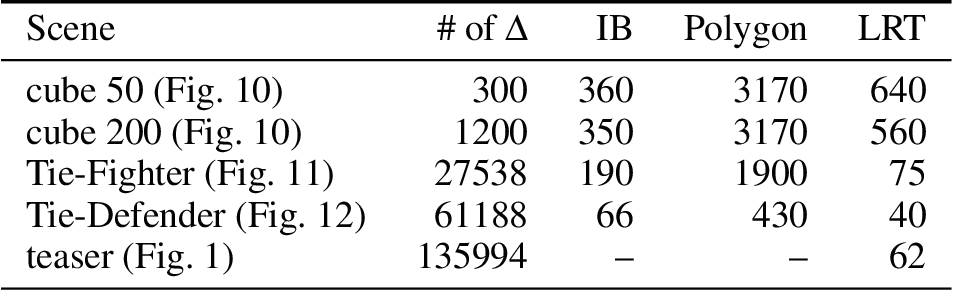 Scene # of Δ IB Polygon LRT
cube 50 (Fig. 10) 300 360 3170 640
cube 200 (Fig. 10) 1200 350 3170 560
Tie-Fighter (Fig. 11) 27538 190 1900 75
Tie-Defender (Fig. 12) 61188 66 430 40
teaser (Fig. 1) 135994 – – 62